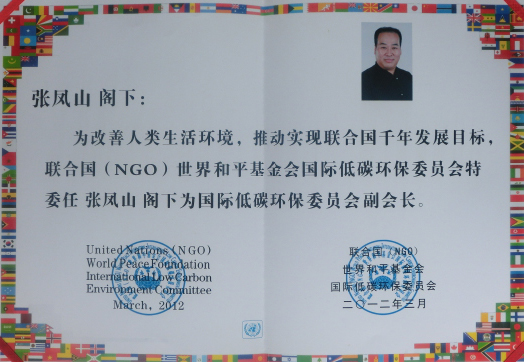 张凤山 阁下：
为改善人类生活环境，推动实现联合国千年发展目标，
联合国（NGO）世界和平基金会国际低碳环保委员会特
委任 张凤山 阁下为国际低碳环保委员会副会长。
United Nations (NGO)
World Peace Foundation
International Low Carbon
Environment Committee
March, 2012
联合国（NGO）
世界和平基金会
国际低碳环保委员会
二〇一二年三月